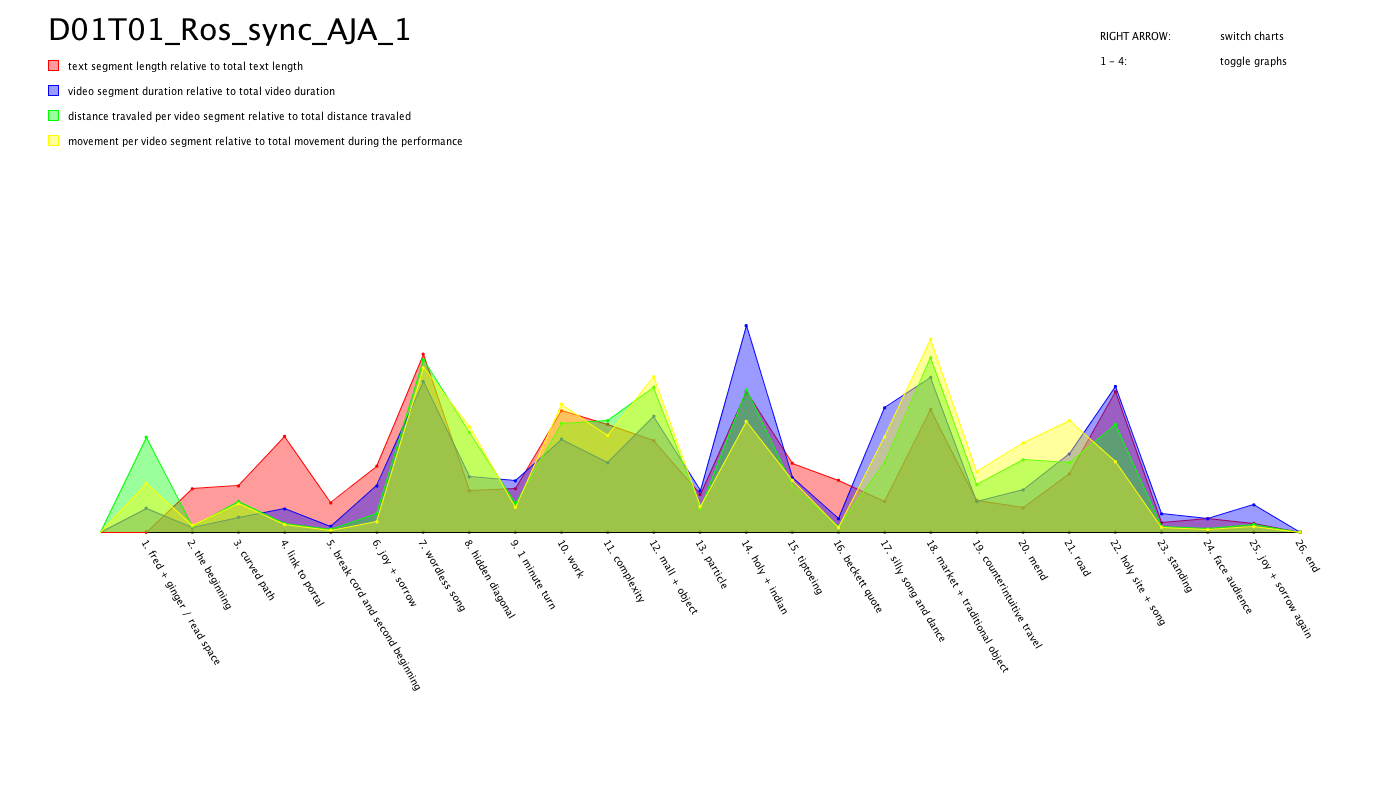 D01T01_Ros_sync_AJA_1
RIGHT ARROW: switch charts
1 - 4: toggle graphs
text segment length relative to total text length
video segment duration relative to total video duration
distance travaled per video segment relative to total distance travaled
movement per video segment relative to total movement during the performance
1. fred + ginger / read space
2. the beginning
3. curved path
4. link to portal
5. break cord and second beginning
6. joy + sorrow
7. wordless song
8. hidden diagonal
9. 1 minute turn
10. work
11. complexity
12. mall + object
13. particle
14. holy + indian
15. tiptoeing
16. beckett quote
17. silly song and dance
18. market + traditional object
19. counterintuitive travel
20. mend
21. road
22. holy site + song
23. standing
24. face audience
25. joy + sorrow again
26. end